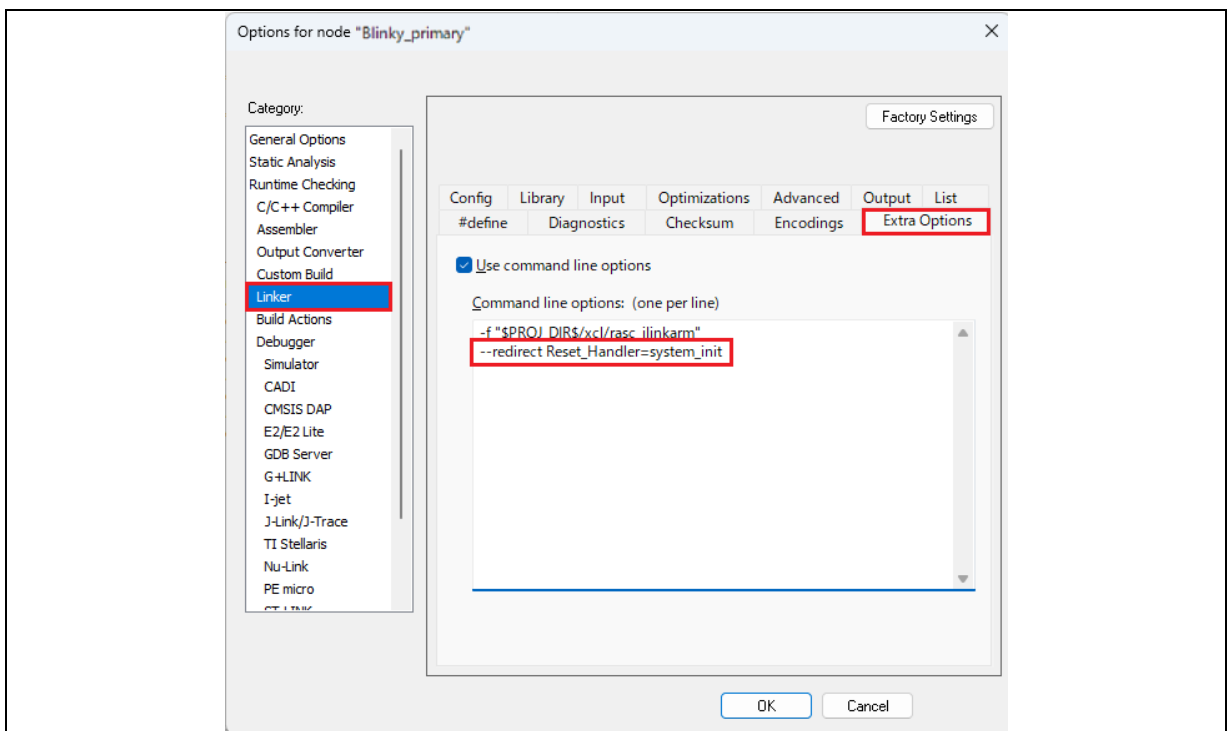 Options for node "Blinky_primary"
Category:
Factory Settings
General Options
Static Analysis
Runtime Checking
C/C++ Compiler
Assembler
Output Converter
Custom Build
Linker
Build Actions
Debugger
Simulator
CADI
CMSIS DAP
E2/E2 Lite
GDB Server
G+LINK
I-jet
J-Link/J-Trace
TI Stellaris
Nu-Link
PE micro
ST-LINK
Config Library Input Optimizations Advanced Output List
#define Diagnostics Checksum Encodings Extra Options
Use command line options
Command line options: (one per line)
-f "$PROJ_DIR$/xcl/rasc_ilinkarm"
--redirect Reset_Handler=system_init
OK Cancel